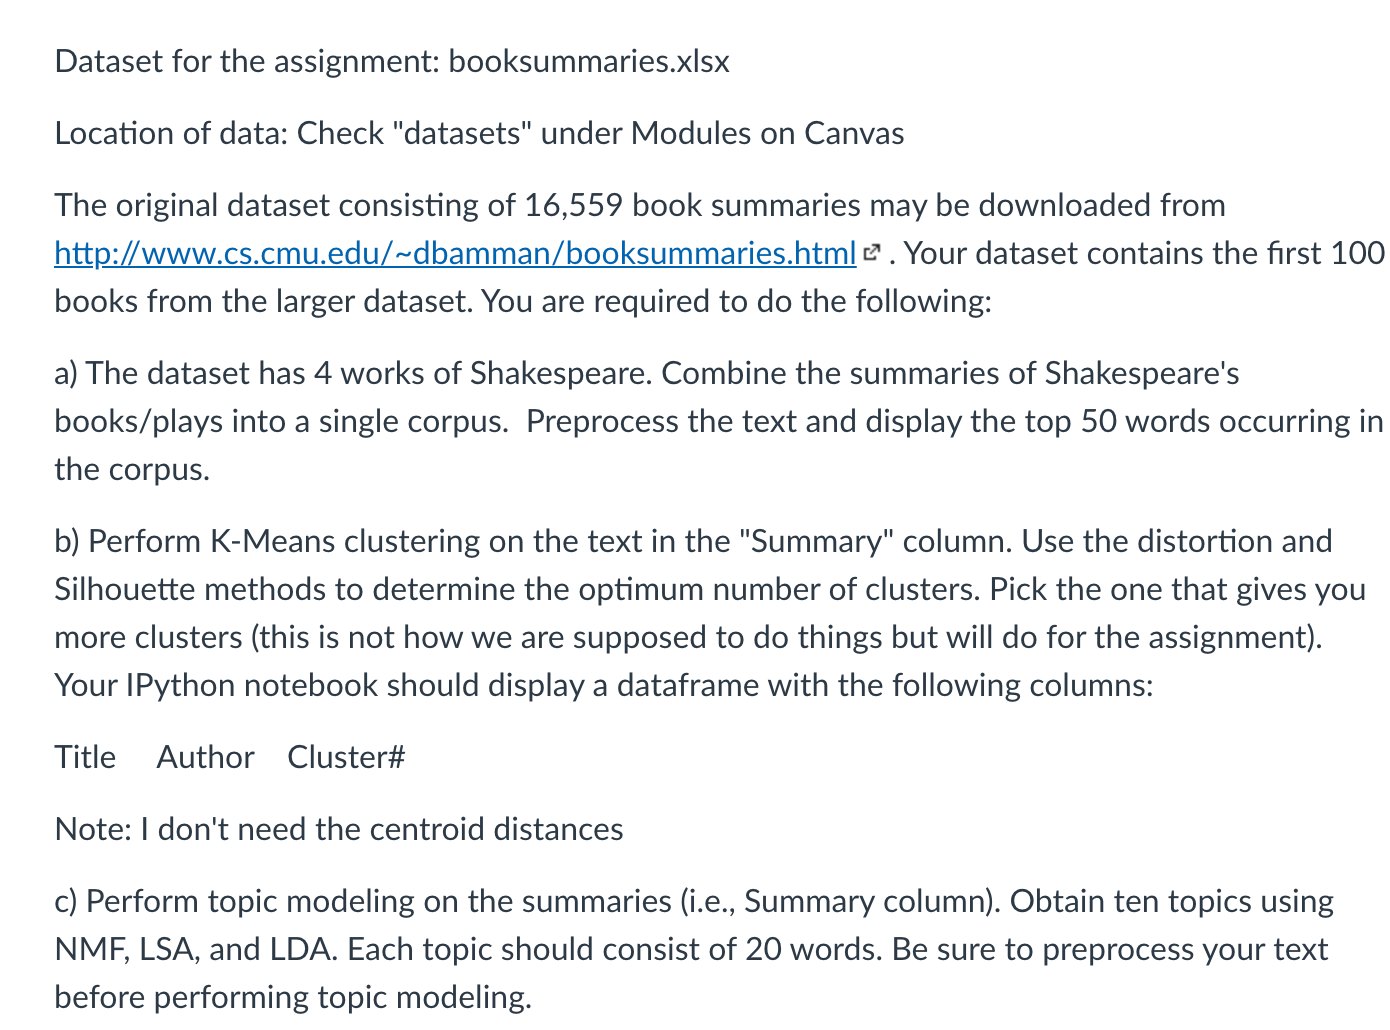 Dataset for the assignment: booksummaries.xlsx
Location of data: Check "datasets" under Modules on Canvas
The original dataset consisting of 16,559 book summaries may be downloaded from
http://www.cs.cmu.edu/~dbamman/booksummaries.html . Your dataset contains the first 100
books from the larger dataset. You are required to do the following:
a) The dataset has 4 works of Shakespeare. Combine the summaries of Shakespeare's
books/plays into a single corpus.  Preprocess the text and display the top 50 words occurring in
the corpus.
b) Perform K-Means clustering on the text in the "Summary" column. Use the distortion and
Silhouette methods to determine the optimum number of clusters. Pick the one that gives you
more clusters (this is not how we are supposed to do things but will do for the assignment).
Your IPython notebook should display a dataframe with the following columns:
Title     Author    Cluster#
Note: I don't need the centroid distances
c) Perform topic modeling on the summaries (i.e., Summary column). Obtain ten topics using
NMF, LSA, and LDA. Each topic should consist of 20 words. Be sure to preprocess your text
before performing topic modeling.